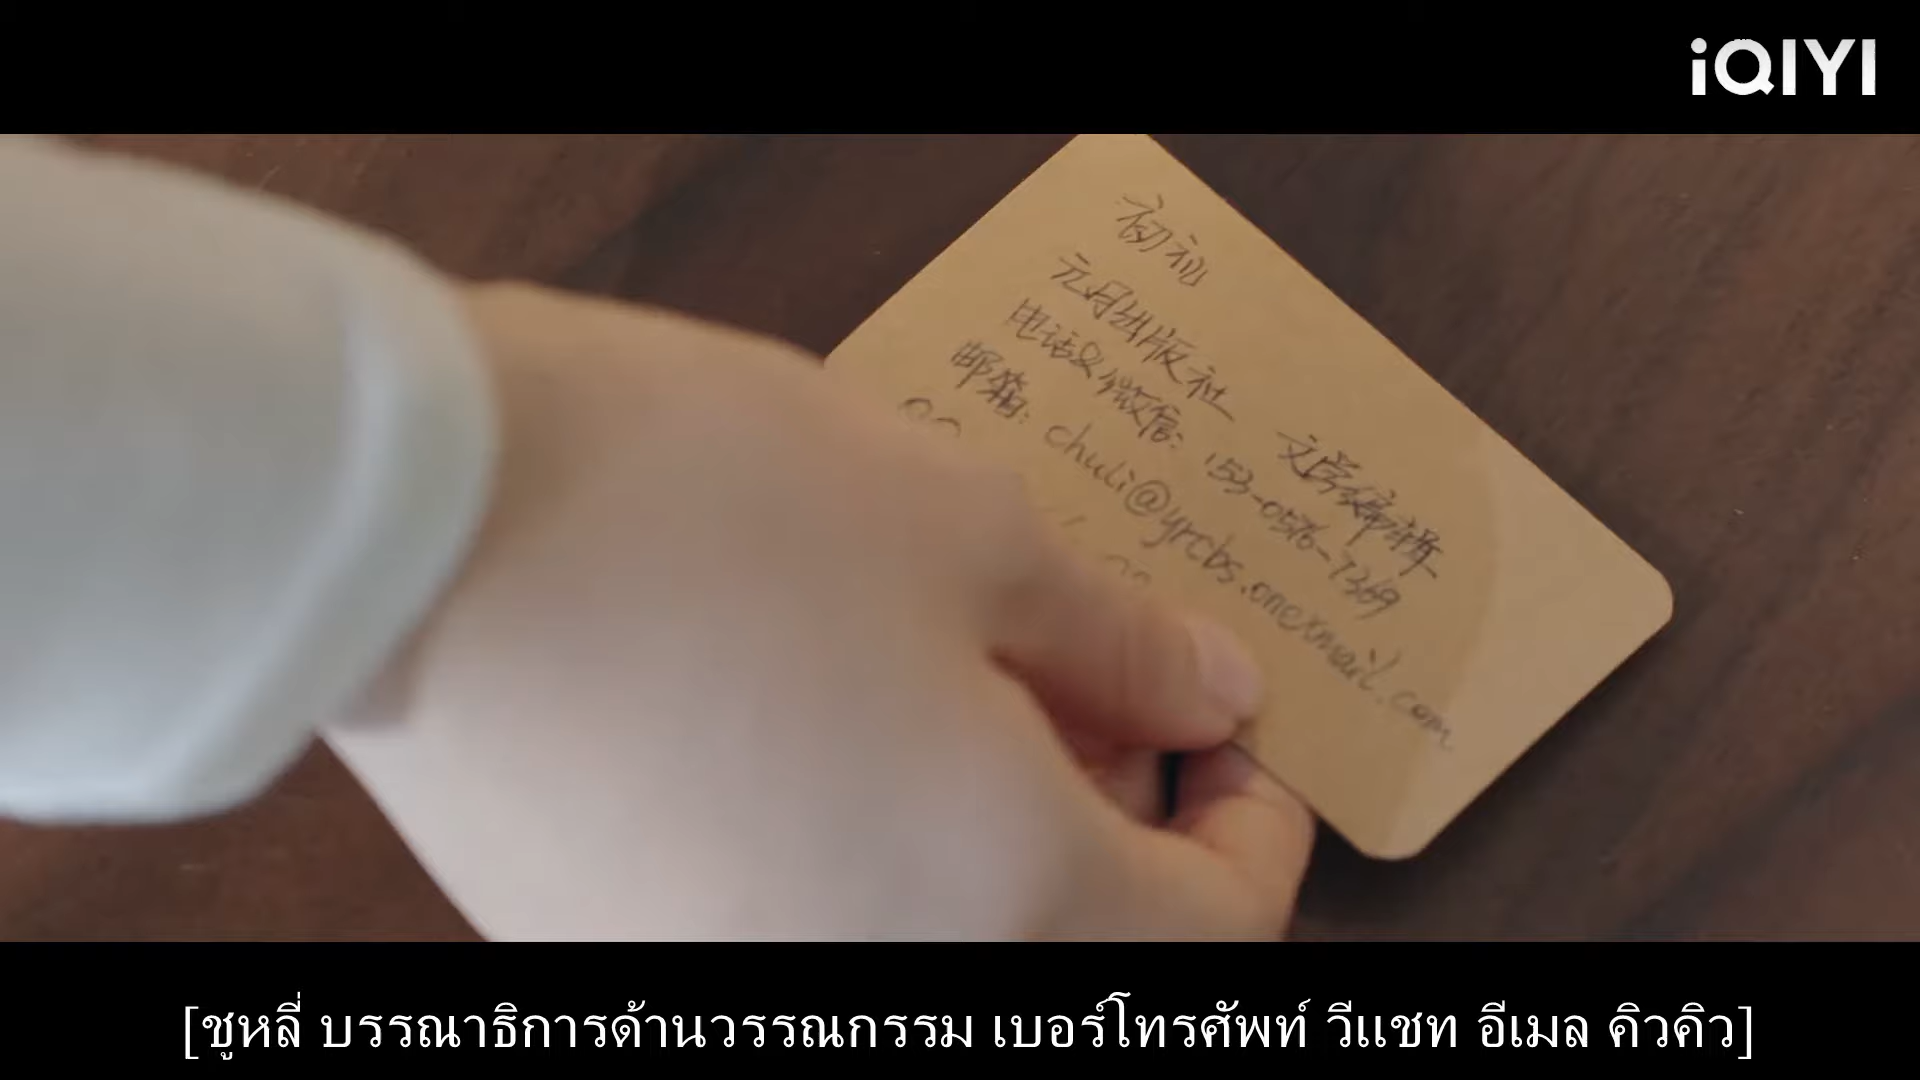 iQIYI
初礼
元月出版社 文学编辑
电话&微信: 153-0576-7369
邮箱: chuli@yrcbs.onexmail.com
[ชูหลี่ บรรณาธิการด้านวรรณกรรม เบอร์โทรศัพท์ วีแชท อีเมล คิวคิว]